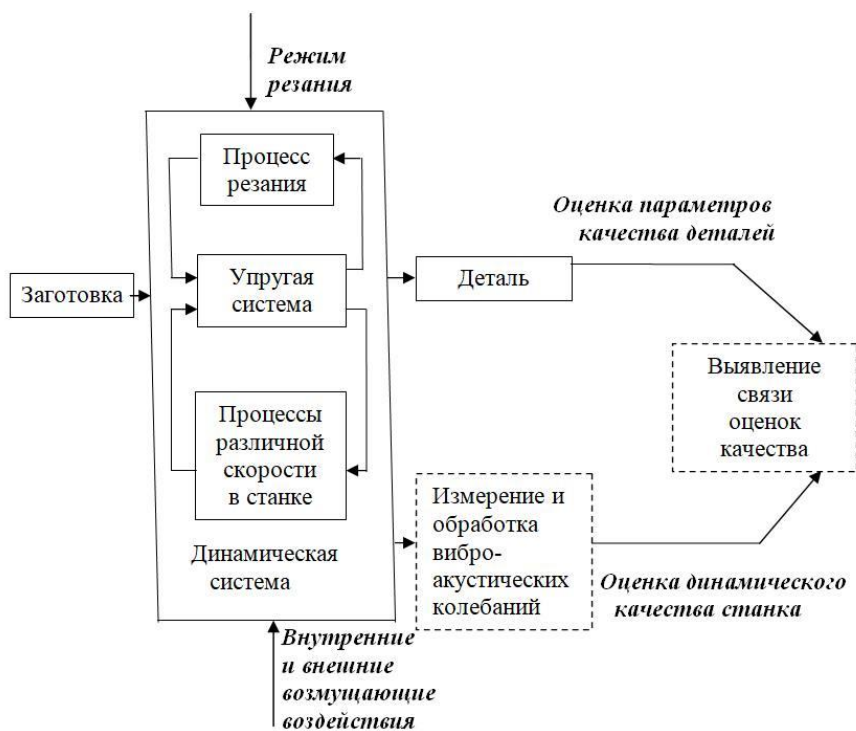 Режим
резания
Процесс
резания
Оценка параметров
качества деталей
Заготовка
Упругая
система
Деталь
Выявление
связи
оценок
качества
Процессы
различной
скорости
в станке
Измерение и
обработка
вибро-
акустических
колебаний
Динамическая
система
Оценка динамического
качества станка
Внутренние
и внешние
возмущающие
воздействия